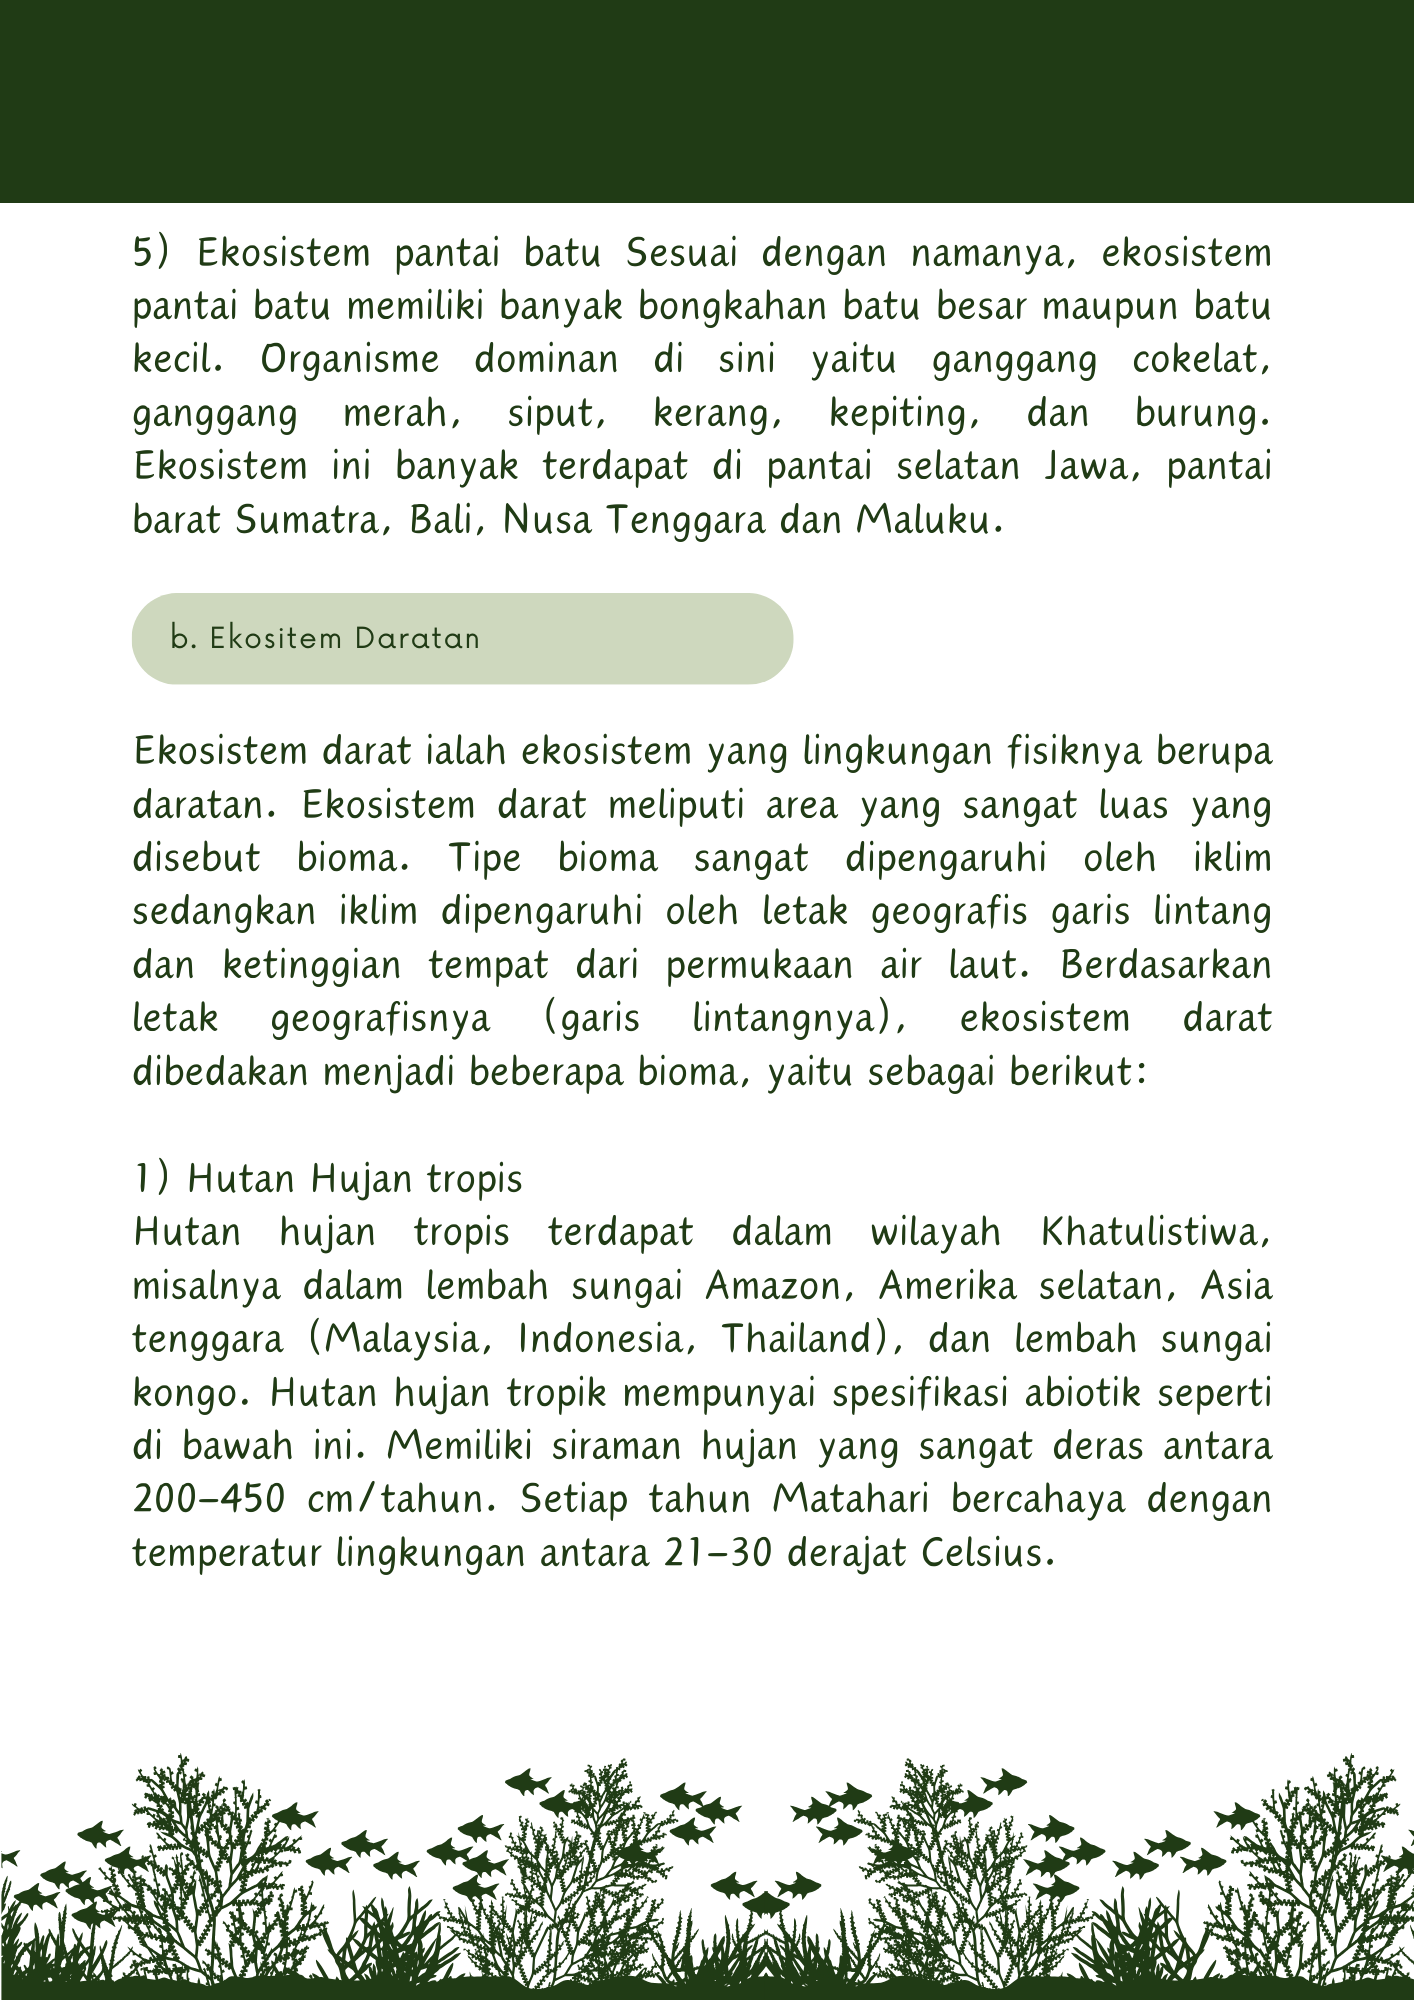 5) Ekosistem pantai batu Sesuai dengan namanya, ekosistem
pantai batu memiliki banyak bongkahan batu besar maupun batu
kecil. Organisme dominan di sini yaitu ganggang cokelat,
ganggang merah, siput, kerang, kepiting, dan burung.
Ekosistem ini banyak terdapat di pantai selatan Jawa, pantai
barat Sumatra, Bali, Nusa Tenggara dan Maluku.
b. Ekositem Daratan
Ekosistem darat ialah ekosistem yang lingkungan fisiknya berupa
daratan. Ekosistem darat meliputi area yang sangat luas yang
disebut bioma. Tipe bioma sangat dipengaruhi oleh iklim
sedangkan iklim dipengaruhi oleh letak geografis garis lintang
dan ketinggian tempat dari permukaan air laut. Berdasarkan
letak geografisnya (garis lintangnya), ekosistem darat
dibedakan menjadi beberapa bioma, yaitu sebagai berikut:
1) Hutan Hujan tropis
Hutan hujan tropis terdapat dalam wilayah Khatulistiwa,
misalnya dalam lembah sungai Amazon, Amerika selatan, Asia
tenggara (Malaysia, Indonesia, Thailand), dan lembah sungai
kongo. Hutan hujan tropik mempunyai spesifikasi abiotik seperti
di bawah ini. Memiliki siraman hujan yang sangat deras antara
200–450 cm/tahun. Setiap tahun Matahari bercahaya dengan
temperatur lingkungan antara 21–30 derajat Celsius.